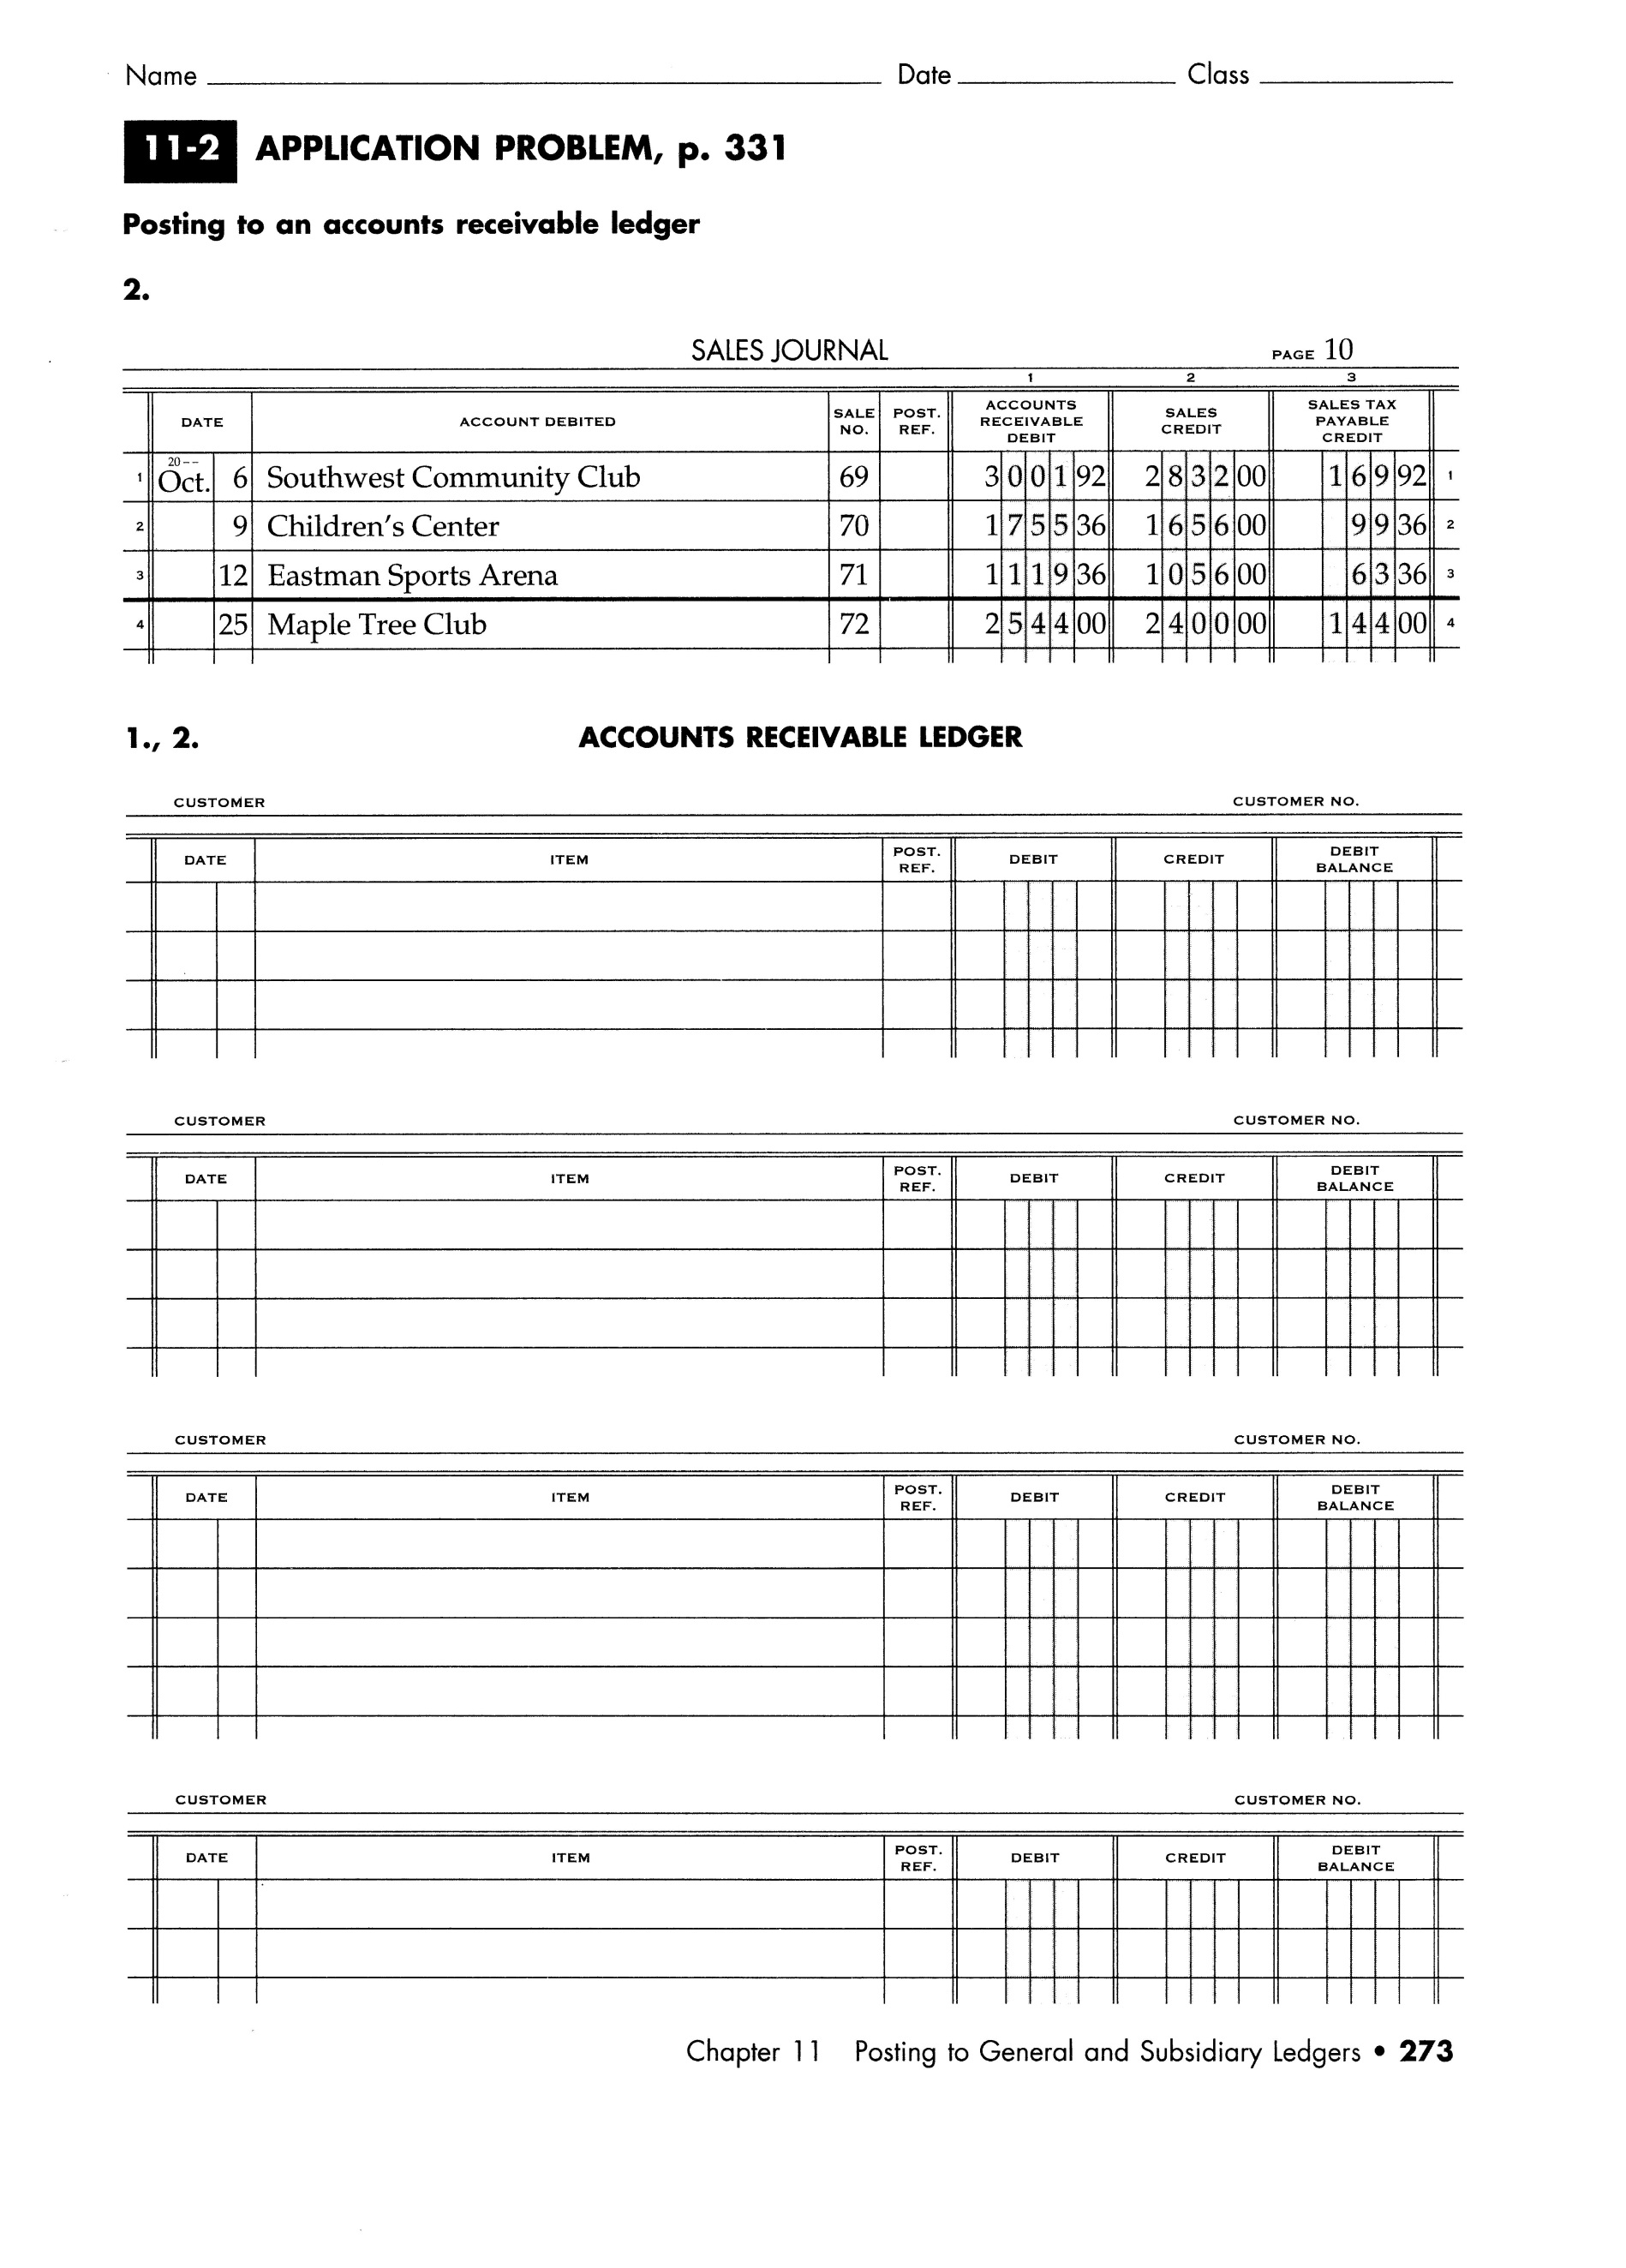 Name Date Class
11-2 APPLICATION PROBLEM, p. 331
Posting to an accounts receivable ledger
2.
SALES JOURNAL PAGE 10
1 2 3
DATE ACCOUNT DEBITED SALE NO. POST. REF. ACCOUNTS RECEIVABLE DEBIT SALES CREDIT SALES TAX PAYABLE CREDIT
1 20-- Oct. 6 Southwest Community Club 69 3 0 0 1 92 2 8 3 2 00 1 6 9 92 1
2 9 Children's Center 70 1 7 5 5 36 1 6 5 6 00 9 9 36 2
3 12 Eastman Sports Arena 71 1 1 1 9 36 1 0 5 6 00 6 3 36 3
4 25 Maple Tree Club 72 2 5 4 4 00 2 4 0 0 00 1 4 4 00 4
1., 2. ACCOUNTS RECEIVABLE LEDGER
CUSTOMER CUSTOMER NO.
DATE ITEM POST. REF. DEBIT CREDIT DEBIT BALANCE
CUSTOMER CUSTOMER NO.
DATE ITEM POST. REF. DEBIT CREDIT DEBIT BALANCE
CUSTOMER CUSTOMER NO.
DATE ITEM POST. REF. DEBIT CREDIT DEBIT BALANCE
CUSTOMER CUSTOMER NO.
DATE ITEM POST. REF. DEBIT CREDIT DEBIT BALANCE
Chapter 11 Posting to General and Subsidiary Ledgers • 273